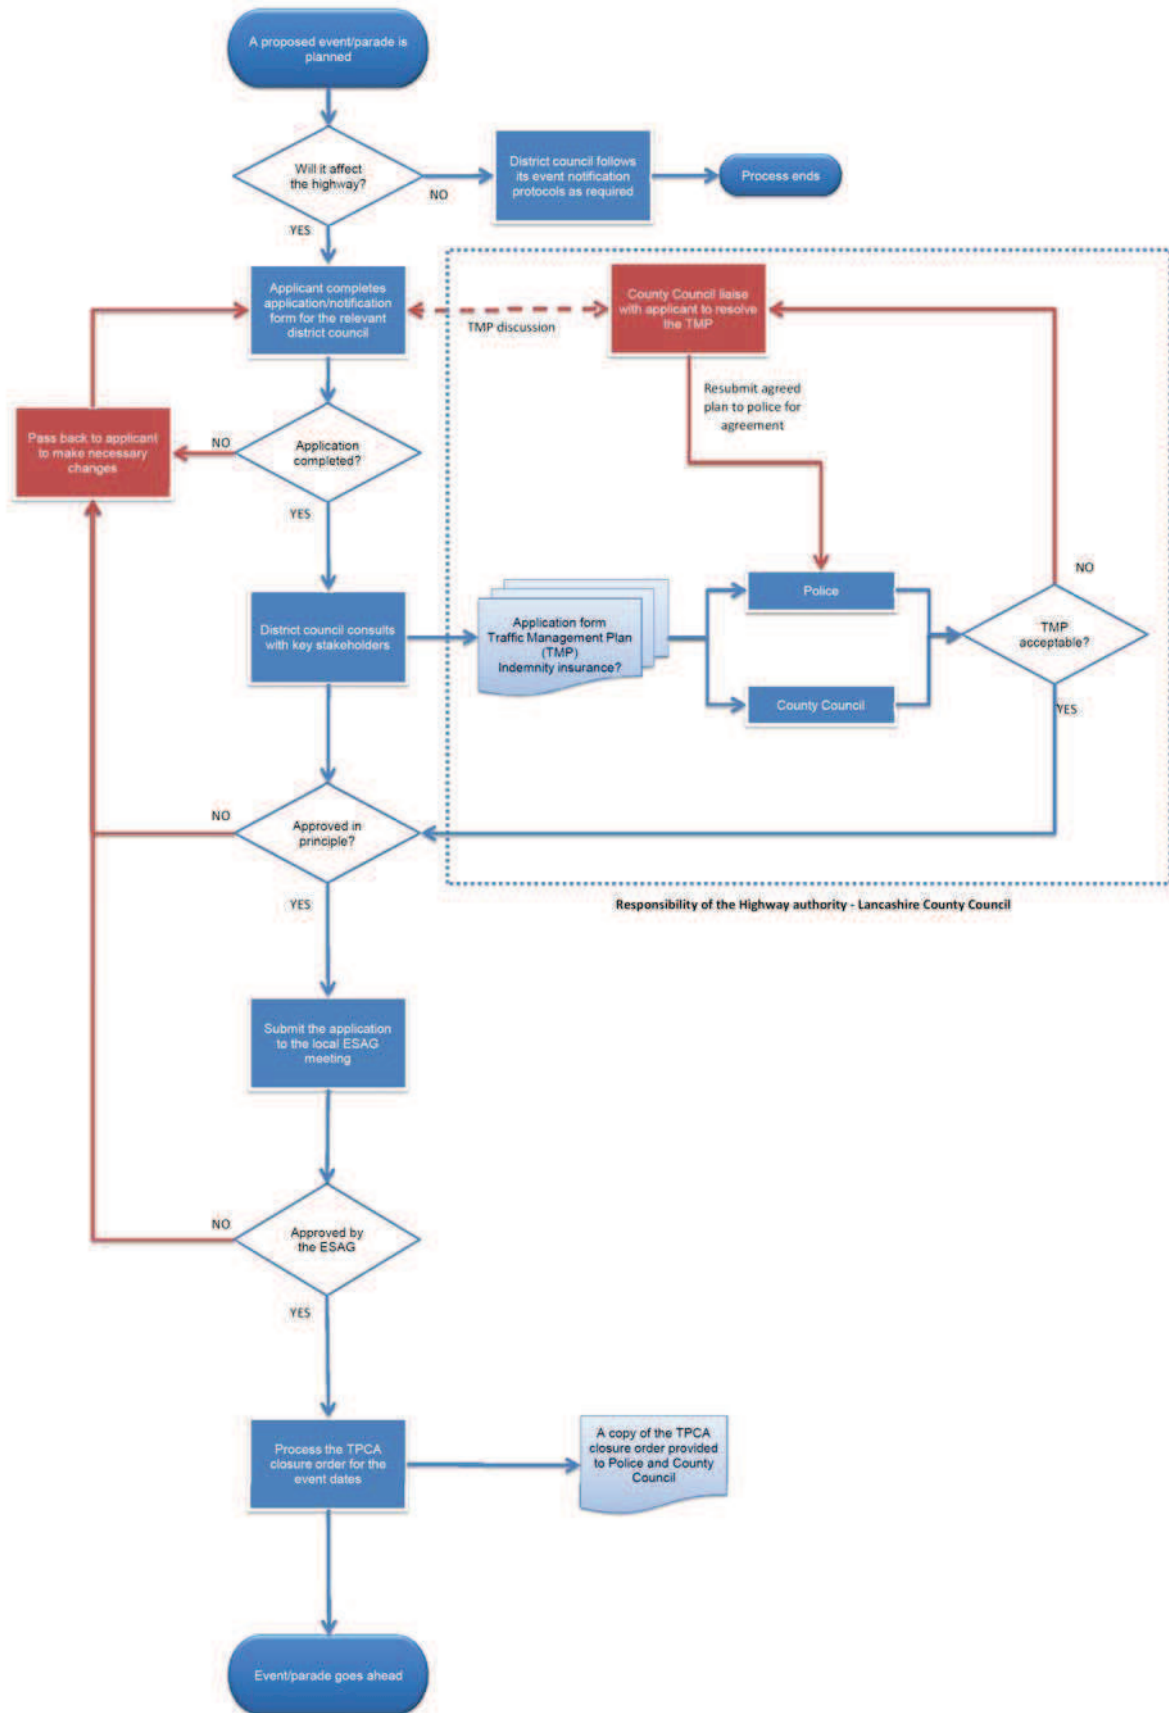 A proposed event/parade is
planned
Will it affect
the highway?
NO
District council follows
its event notification
protocols as required
Process ends
YES
Applicant completes
application/notification
form for the relevant
district council
TMP discussion
County Council liaise
with applicant to resolve
the TMP
Resubmit agreed
plan to police for
agreement
Pass back to applicant
to make necessary
changes
NO
Application
completed?
YES
District council consults
with key stakeholders
Application form
Traffic Management Plan
(TMP)
Indemnity insurance?
Police
County Council
NO
TMP
acceptable?
YES
NO
Approved in
principle?
YES
Responsibility of the Highway authority - Lancashire County Council
Submit the application
to the local ESAG
meeting
NO
Approved by
the ESAG
YES
Process the TPCA
closure order for the
event dates
A copy of the TPCA
closure order provided
to Police and County
Council
Event/parade goes ahead